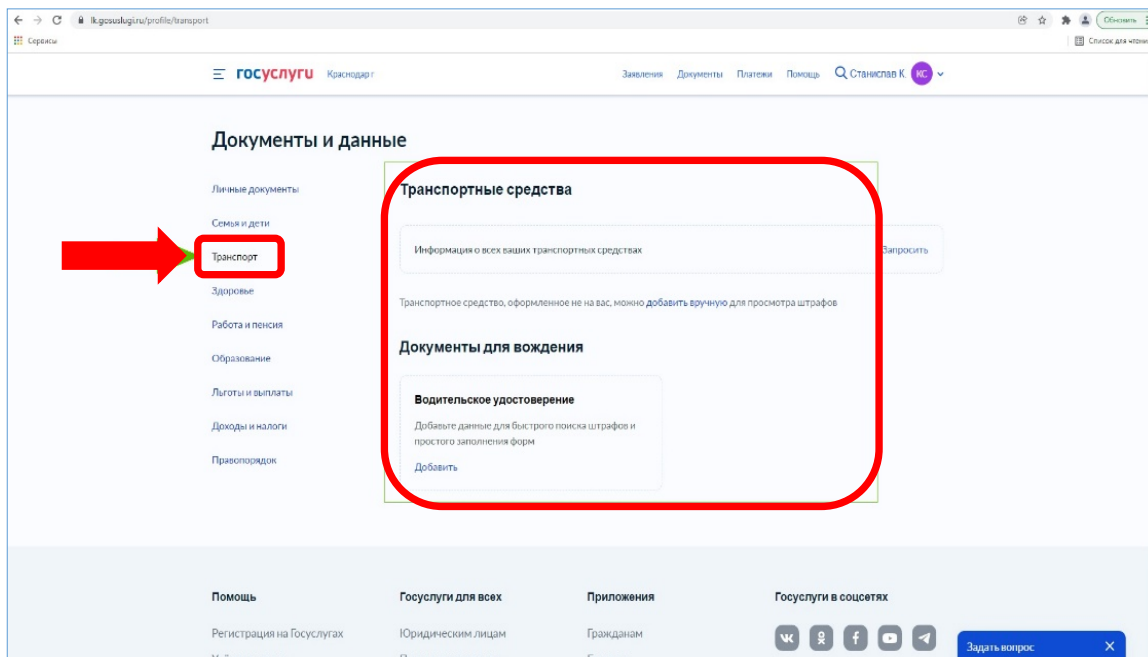 lk.gosuslugi.ru/profile/transport
Обновить
Сервисы
Список для чтения
госуслуги Краснодар г
Заявления Документы Платежи Помощь Станислав К. КС
Документы и данные
Личные документы
Семья и дети
Транспорт
Здоровье
Работа и пенсия
Образование
Льготы и выплаты
Доходы и налоги
Правопорядок
Транспортные средства
Информация о всех ваших транспортных средствах Запросить
Транспортное средство, оформленное не на вас, можно добавить вручную для просмотра штрафов
Документы для вождения
Водительское удостоверение
Добавьте данные для быстрого поиска штрафов и
простого заполнения форм
Добавить
Помощь
Регистрация на Госуслугах
Госуслуги для всех
Юридическим лицам
Приложения
Гражданам
Госуслуги в соцсетях
Задать вопрос